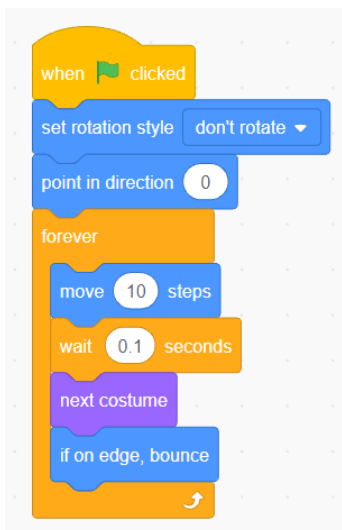 when clicked
set rotation style don't rotate
point in direction 0
forever
move 10 steps
wait 0.1 seconds
next costume
if on edge, bounce